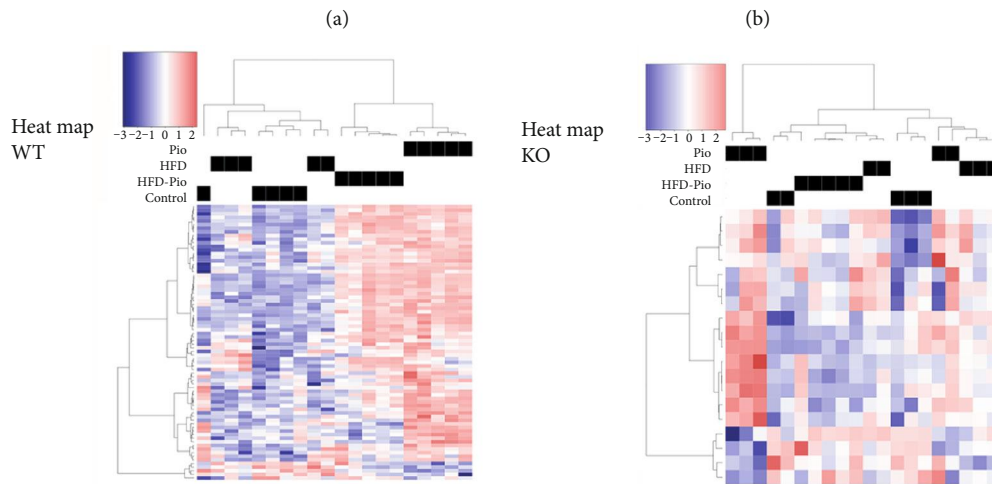 (a)
Heat map
WT
−3 −2 −1 0 1 2
Pio
HFD
HFD-Pio
Control
(b)
Heat map
KO
−3 −2 −1 0 1 2
Pio
HFD
HFD-Pio
Control